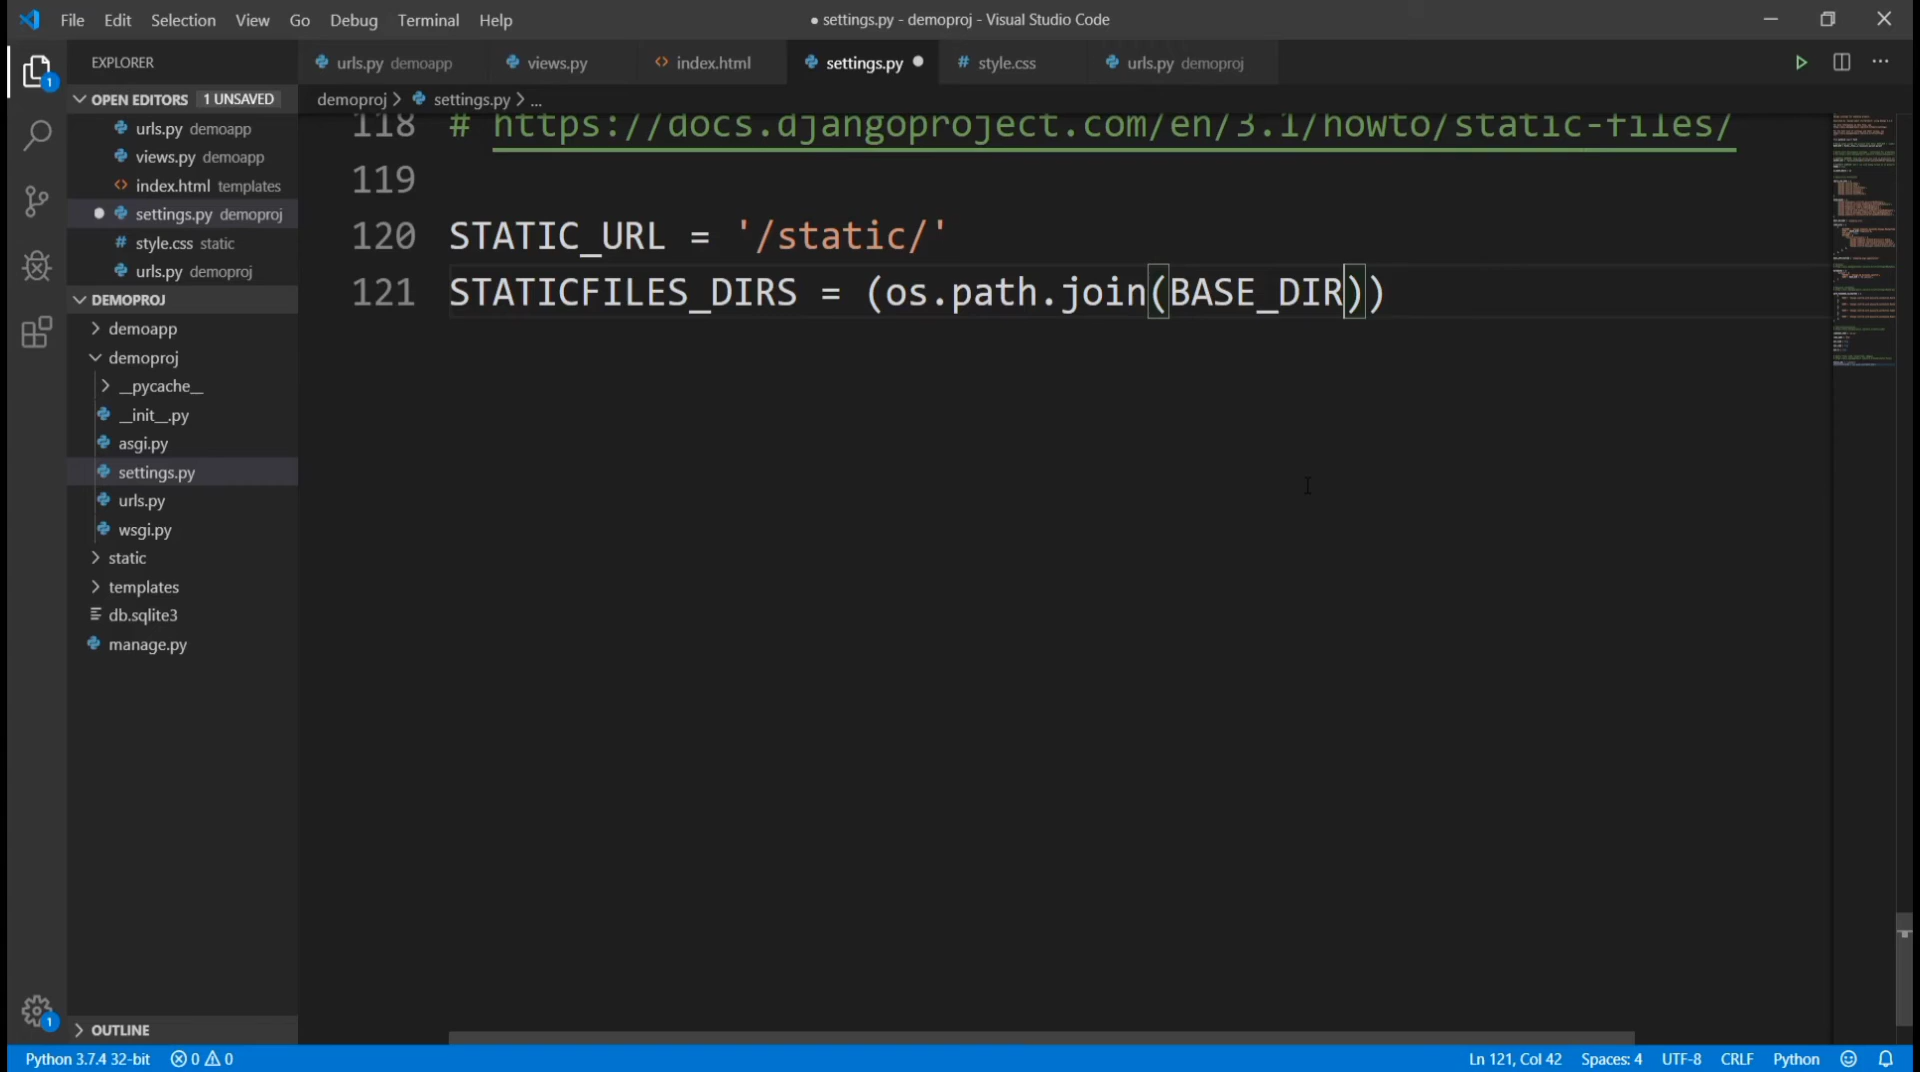 File Edit Selection View Go Debug Terminal Help
● settings.py - demoproj - Visual Studio Code
EXPLORER
urls.py demoapp
views.py
index.html
settings.py
style.css
urls.py demoproj
OPEN EDITORS 1 UNSAVED
urls.py demoapp
views.py demoapp
index.html templates
settings.py demoproj
style.css static
urls.py demoproj
DEMOPROJ
demoapp
demoproj
__pycache__
__init__.py
asgi.py
settings.py
urls.py
wsgi.py
static
templates
db.sqlite3
manage.py
OUTLINE
1
1
demoproj > settings.py > ...
118 # https://docs.djangoproject.com/en/3.1/howto/static-files/
119
120 STATIC_URL = '/static/'
121 STATICFILES_DIRS = (os.path.join(BASE_DIR))
Python 3.7.4 32-bit 0 0
Ln 121, Col 42 Spaces: 4 UTF-8 CRLF Python